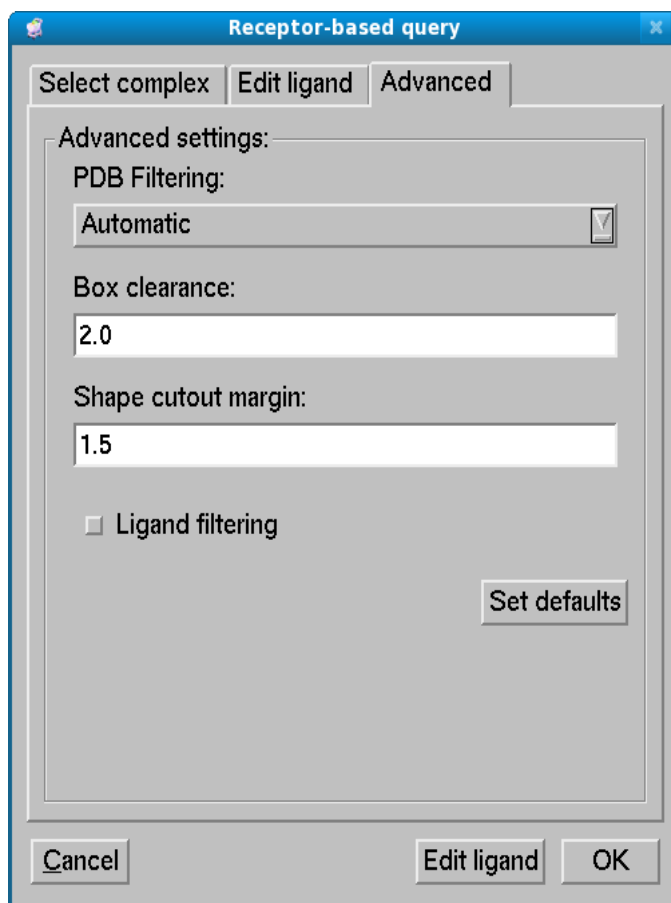 Receptor-based query
Select complex Edit ligand Advanced
Advanced settings:
PDB Filtering:
Automatic
Box clearance:
2.0
Shape cutout margin:
1.5
Ligand filtering
Set defaults
Cancel Edit ligand OK